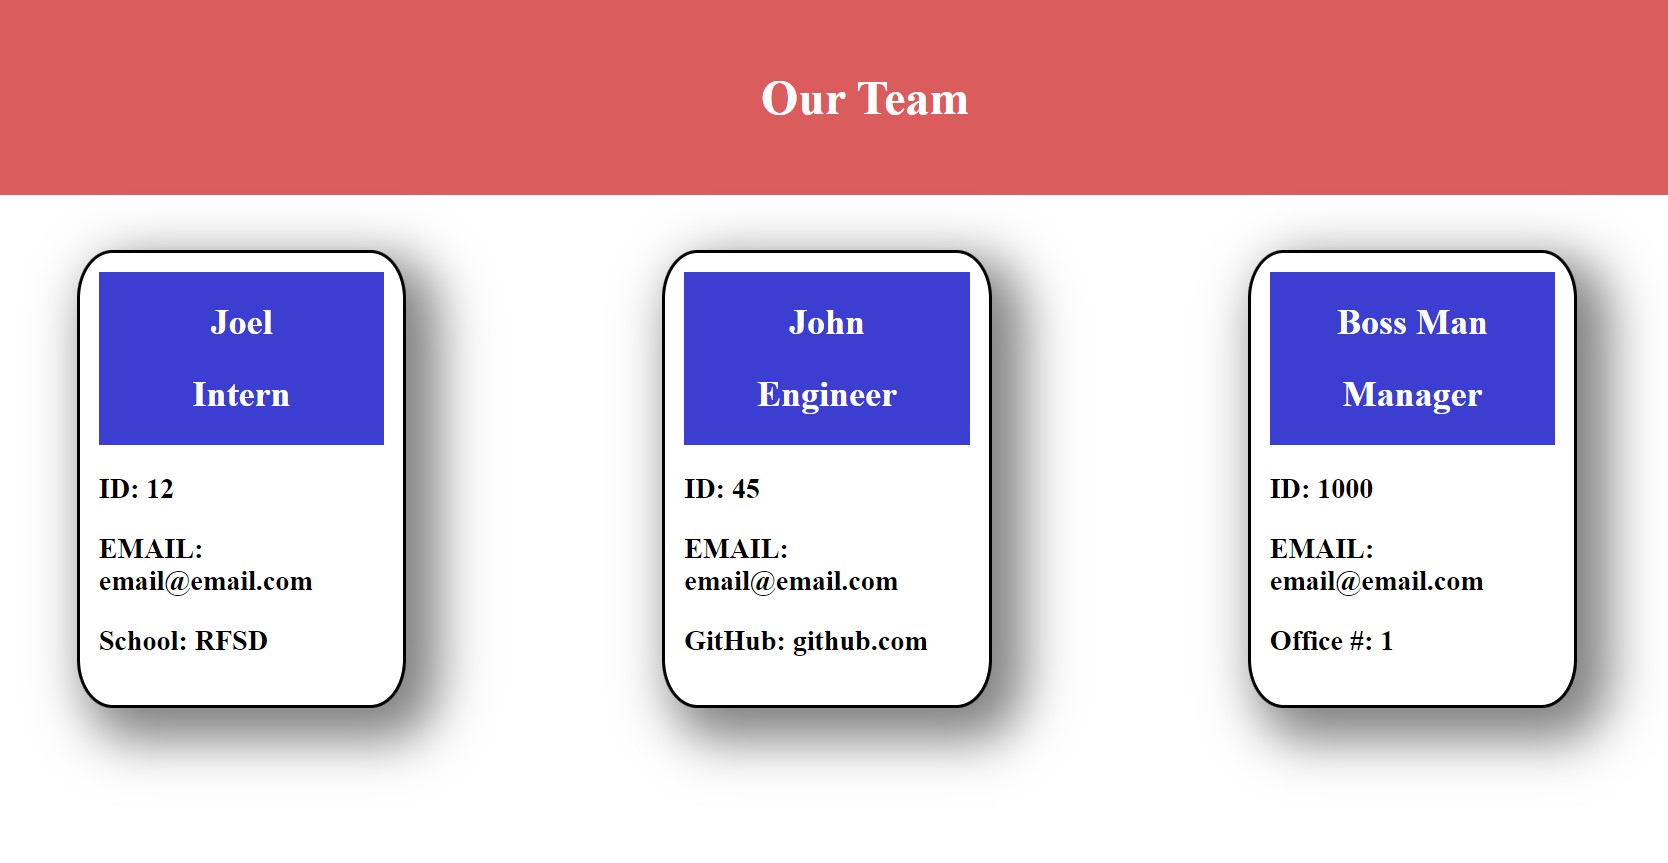 Our Team
Joel
Intern
ID: 12
EMAIL:
email@email.com
School: RFSD
John
Engineer
ID: 45
EMAIL:
email@email.com
GitHub: github.com
Boss Man
Manager
ID: 1000
EMAIL:
email@email.com
Office #: 1